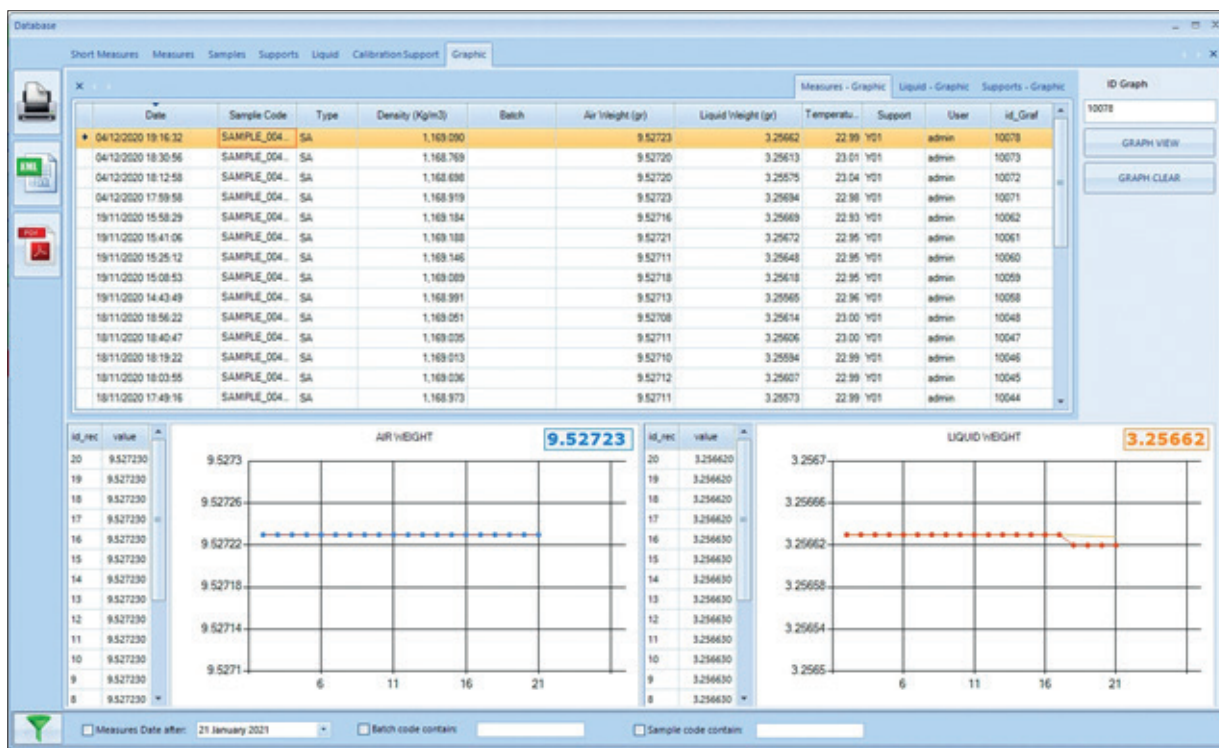 Database
Short Measures Measures Samples Supports Liquid Calibration Support Graphic
Measures - Graphic Liquid - Graphic Supports - Graphic
ID Graph
10078
GRAPH VIEW
GRAPH CLEAR
XML
PDF
Date Sample Code Type Density (Kg/m3) Batch Air Weight (gr) Liquid Weight (gr) Temperatu... Support User id_Graf
04/12/2020 19:16:32 SAMPLE_004... SA 1,169.090 9.52723 3.25662 22.99 Y01 admin 10078
04/12/2020 18:30:56 SAMPLE_004... SA 1,168.769 9.52720 3.25613 23.01 Y01 admin 10073
04/12/2020 18:12:58 SAMPLE_004... SA 1,168.698 9.52720 3.25575 23.04 Y01 admin 10072
04/12/2020 17:59:58 SAMPLE_004... SA 1,168.919 9.52723 3.25694 22.98 Y01 admin 10071
19/11/2020 15:58:29 SAMPLE_004... SA 1,169.184 9.52716 3.25669 22.93 Y01 admin 10062
19/11/2020 15:41:06 SAMPLE_004... SA 1,169.188 9.52721 3.25672 22.95 Y01 admin 10061
19/11/2020 15:25:12 SAMPLE_004... SA 1,169.146 9.52711 3.25648 22.95 Y01 admin 10060
19/11/2020 15:08:53 SAMPLE_004... SA 1,169.089 9.52718 3.25618 22.95 Y01 admin 10059
19/11/2020 14:43:49 SAMPLE_004... SA 1,168.991 9.52713 3.25565 22.96 Y01 admin 10058
18/11/2020 18:56:22 SAMPLE_004... SA 1,169.051 9.52708 3.25614 23.00 Y01 admin 10048
18/11/2020 18:40:47 SAMPLE_004... SA 1,169.035 9.52711 3.25606 23.00 Y01 admin 10047
18/11/2020 18:19:22 SAMPLE_004... SA 1,169.013 9.52710 3.25594 22.99 Y01 admin 10046
18/11/2020 18:03:55 SAMPLE_004... SA 1,169.036 9.52712 3.25607 22.99 Y01 admin 10045
18/11/2020 17:49:16 SAMPLE_004... SA 1,168.973 9.52711 3.25573 22.99 Y01 admin 10044
id_rec value
20 9.527230
19 9.527230
18 9.527230
17 9.527230
16 9.527230
15 9.527230
14 9.527230
13 9.527230
12 9.527230
11 9.527230
10 9.527230
9 9.527230
8 9.527230
AIR WEIGHT 9.52723
9.5273
9.52726
9.52722
9.52718
9.52714
9.5271
6 11 16 21
id_rec value
20 3.256620
19 3.256620
18 3.256620
17 3.256620
16 3.256630
15 3.256630
14 3.256630
13 3.256630
12 3.256630
11 3.256630
10 3.256630
9 3.256630
8 3.256630
LIQUID WEIGHT 3.25662
3.2567
3.25666
3.25662
3.25658
3.25654
3.2565
6 11 16 21
Measures Date after: 21 January 2021 Batch code contain: Sample code contain: